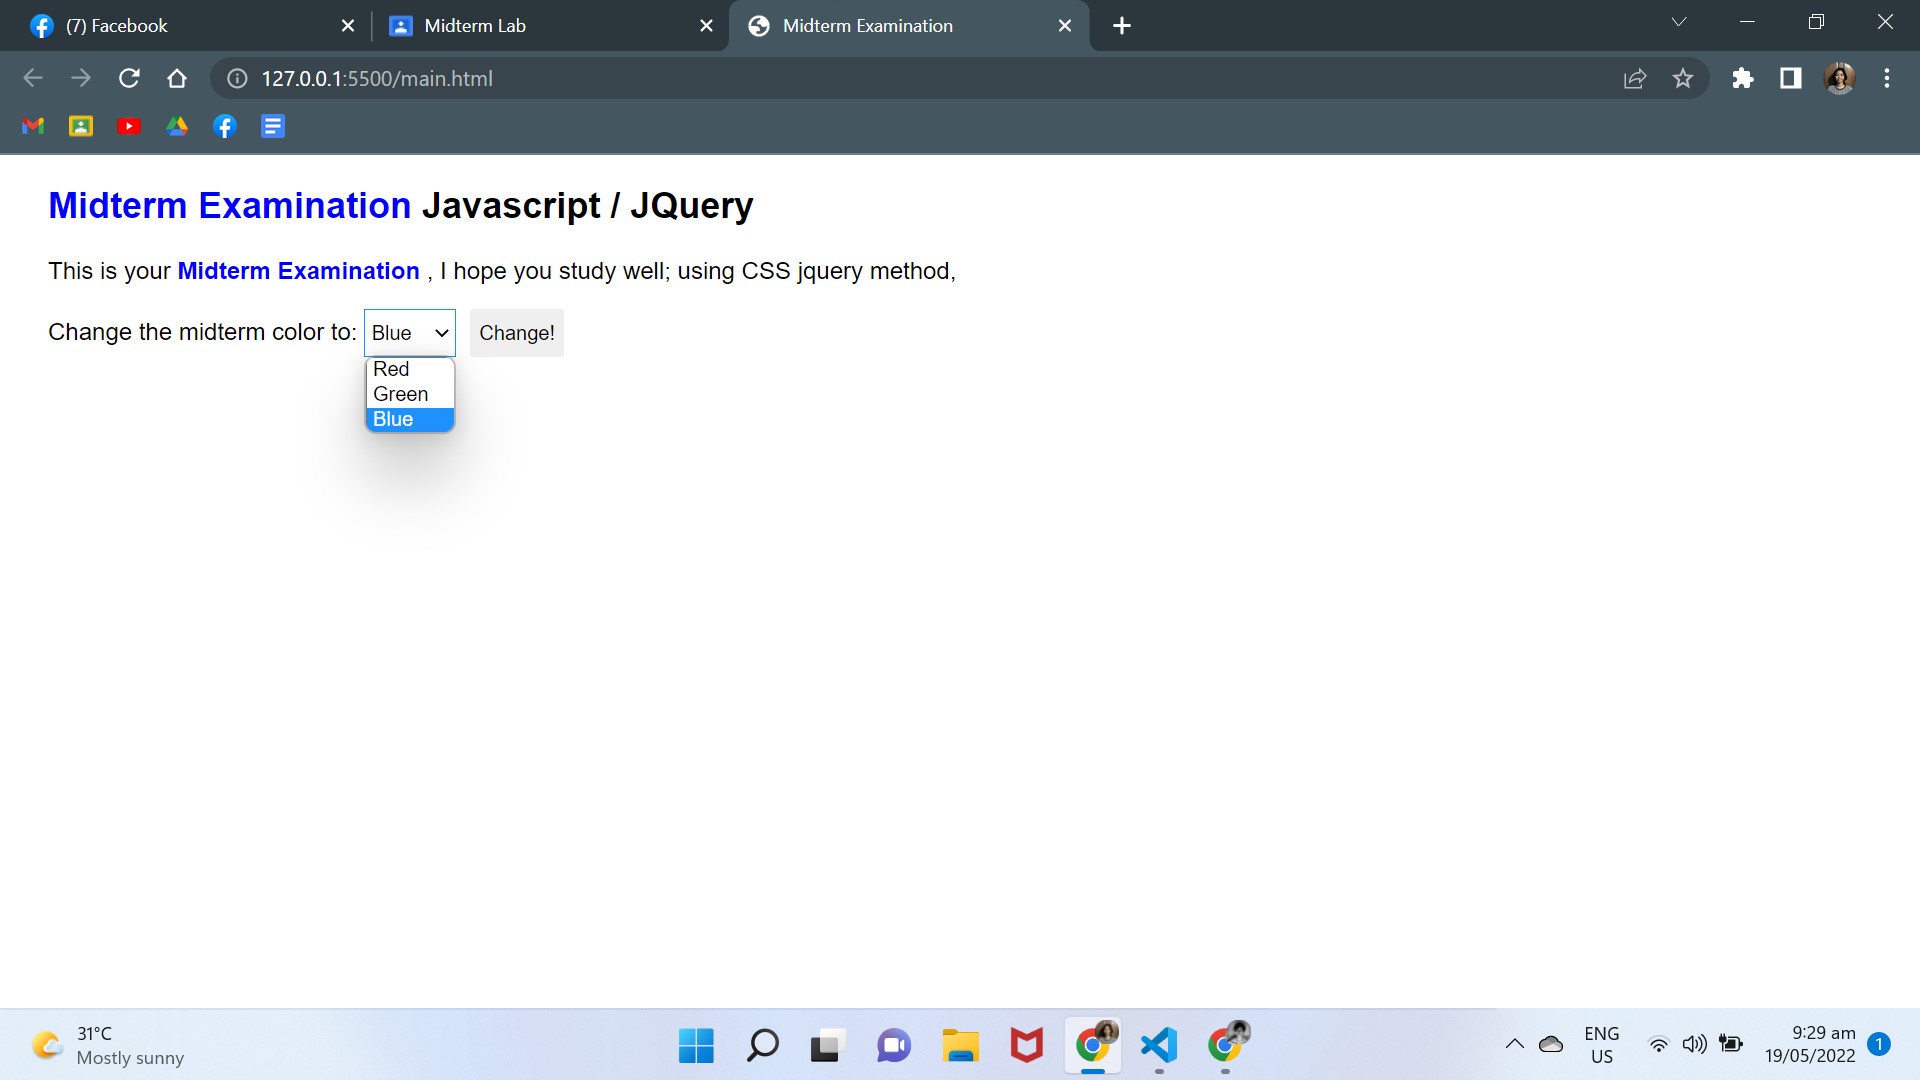 (7) Facebook
Midterm Lab
Midterm Examination
127.0.0.1:5500/main.html
Midterm Examination Javascript / JQuery
This is your Midterm Examination , I hope you study well; using CSS jquery method,
Change the midterm color to: Blue Change!
Red
Green
Blue
31°C
Mostly sunny
ENG
US
9:29 am
19/05/2022
1